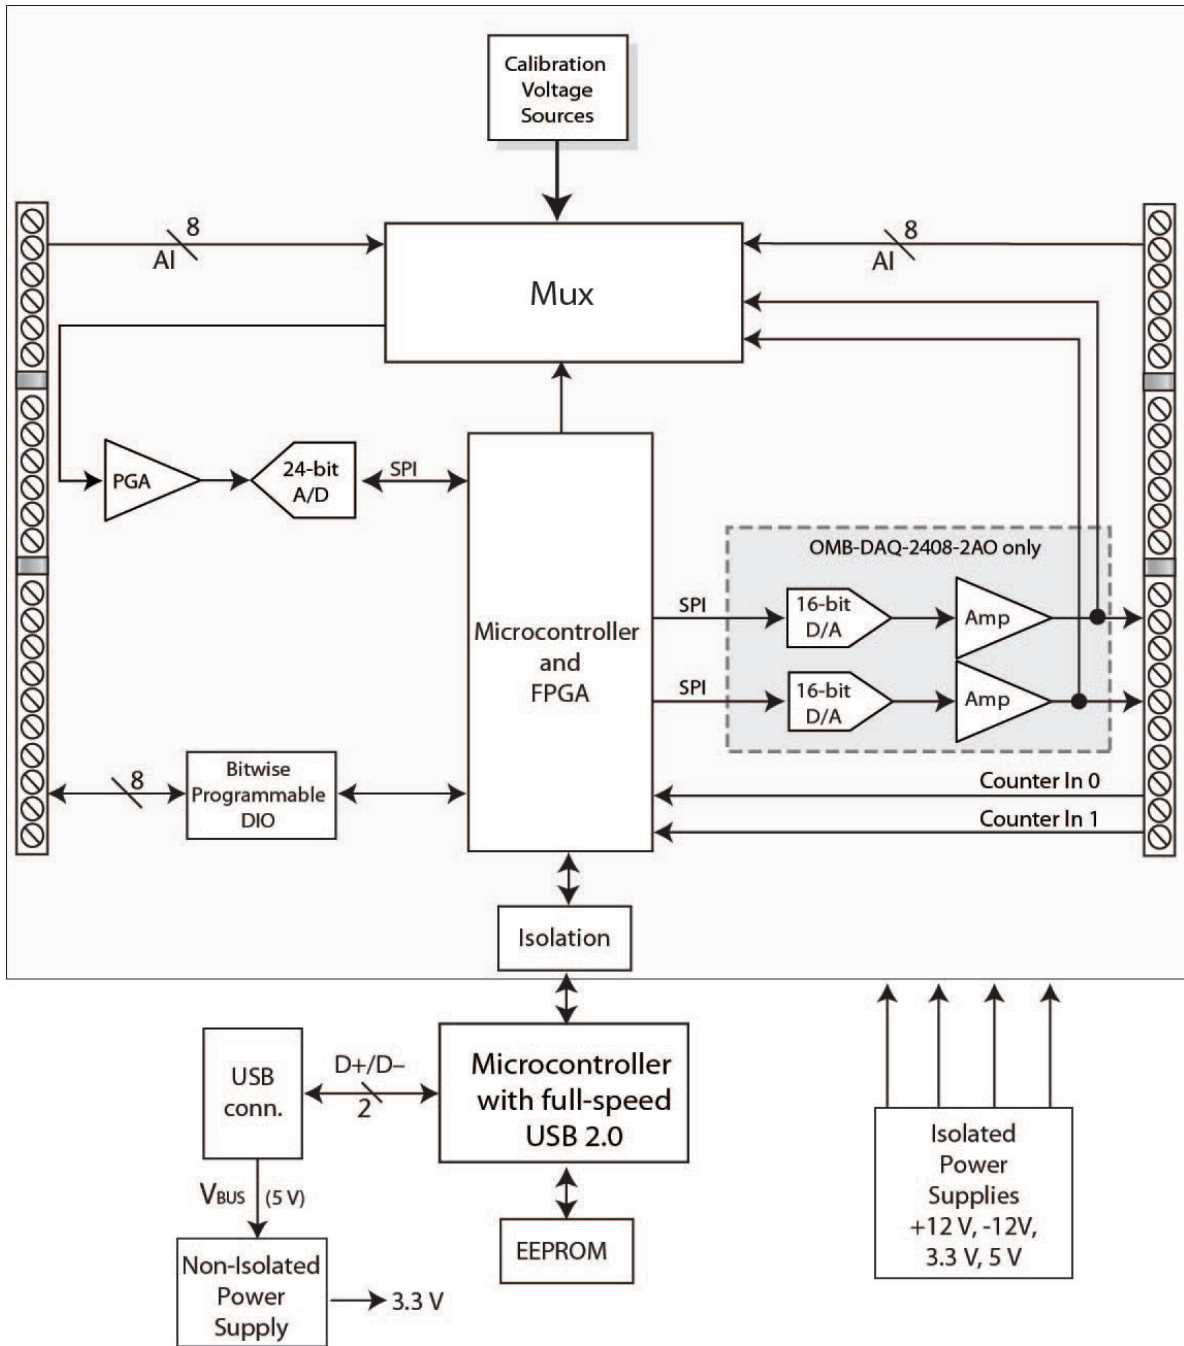 Calibration
Voltage
Sources
8
AI
8
AI
Mux
PGA
24-bit
A/D
SPI
OMB-DAQ-2408-2AO only
SPI
16-bit
D/A
Amp
Microcontroller
and
FPGA
SPI
16-bit
D/A
Amp
8
Bitwise
Programmable
DIO
Counter In 0
Counter In 1
Isolation
USB
conn.
D+/D–
2
Microcontroller
with full-speed
USB 2.0
VBUS (5 V)
EEPROM
Non-Isolated
Power
Supply
3.3 V
Isolated
Power
Supplies
+12 V, -12V,
3.3 V, 5 V